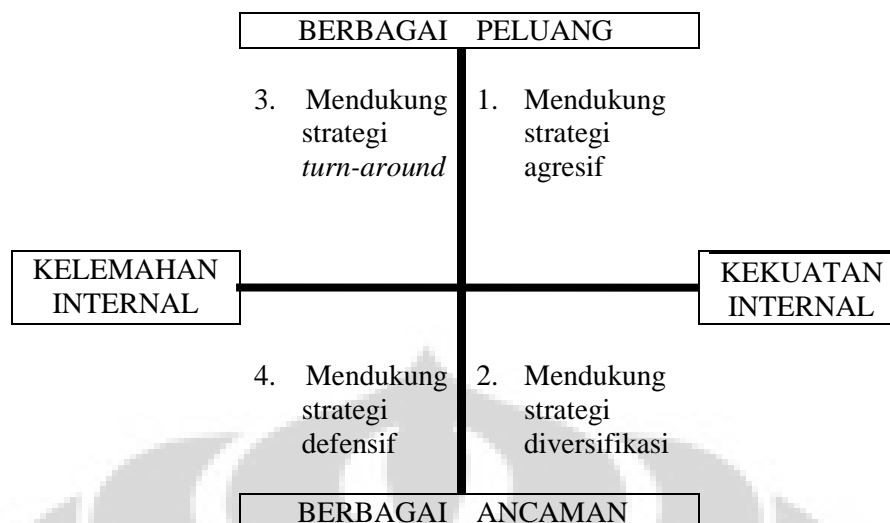 BERBAGAI PELUANG
3. Mendukung
strategi
turn-around
1. Mendukung
strategi
agresif
KELEMAHAN
INTERNAL
KEKUATAN
INTERNAL
4. Mendukung
strategi
defensif
2. Mendukung
strategi
diversifikasi
BERBAGAI ANCAMAN